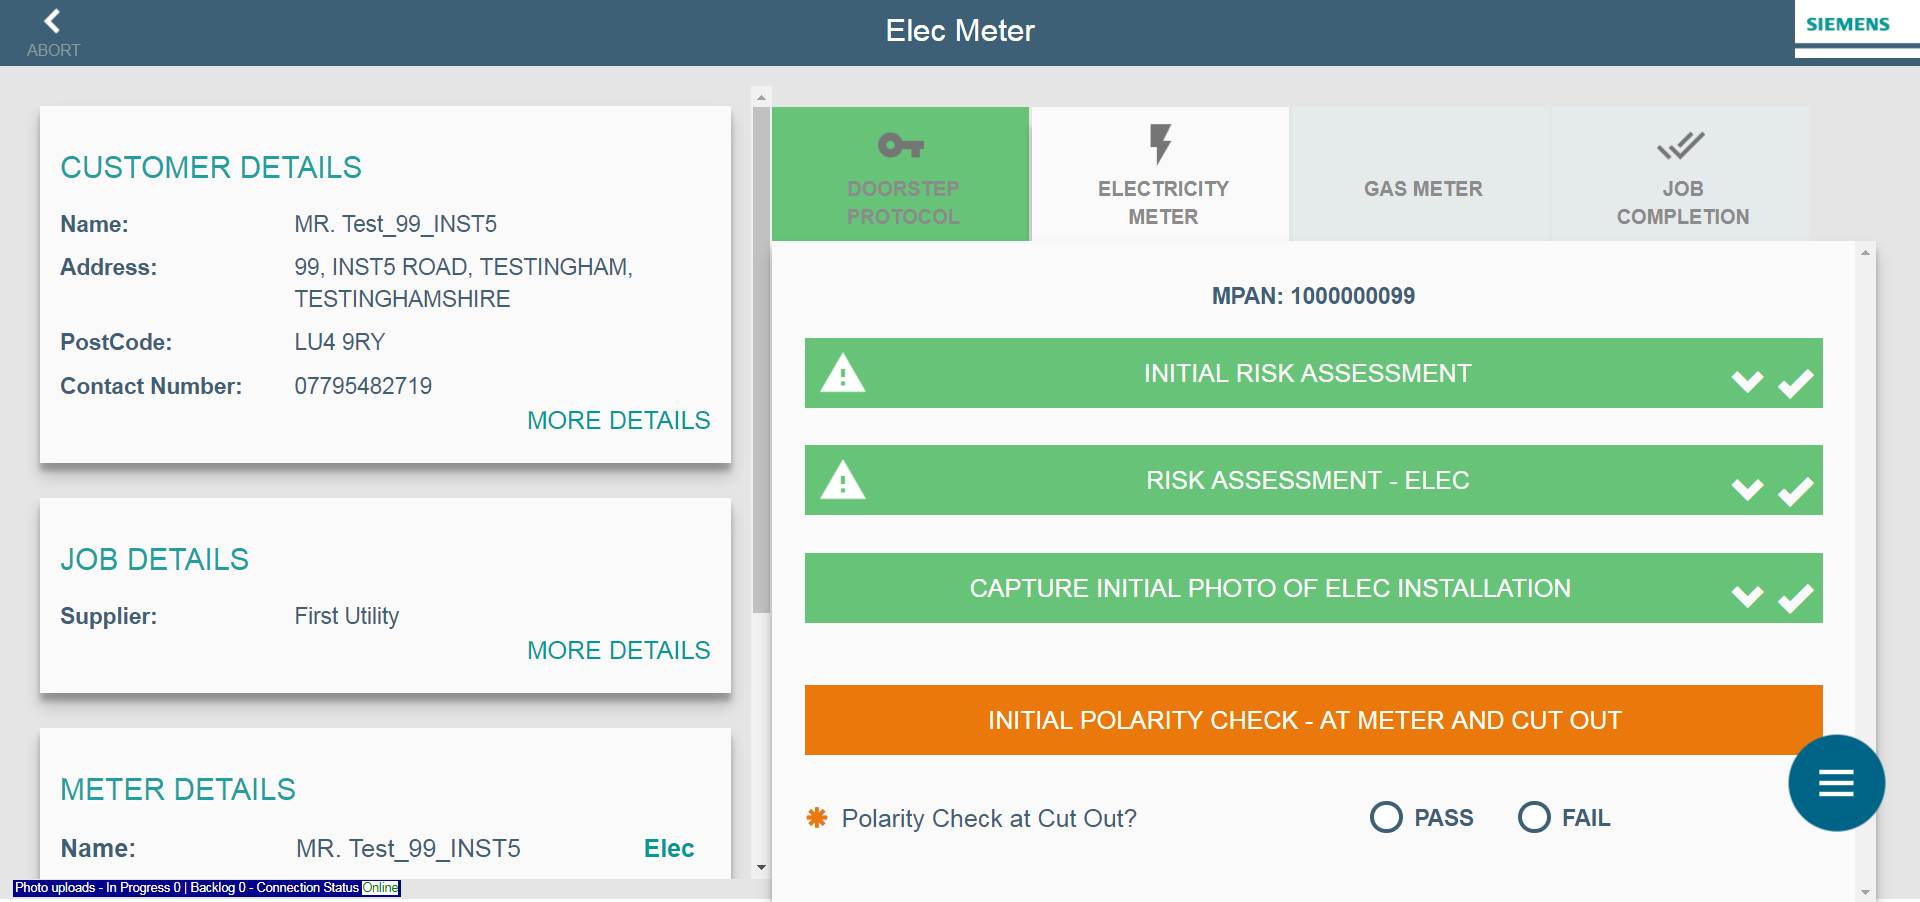 ABORT
Elec Meter
SIEMENS
CUSTOMER DETAILS
Name: MR. Test_99_INST5
Address: 99, INST5 ROAD, TESTINGHAM,
TESTINGHAMSHIRE
PostCode: LU4 9RY
Contact Number: 07795482719
MORE DETAILS
JOB DETAILS
Supplier: First Utility
MORE DETAILS
METER DETAILS
Name: MR. Test_99_INST5 Elec
Photo uploads - In Progress 0 | Backlog 0 - Connection Status Online
DOORSTEP
PROTOCOL
ELECTRICITY
METER
GAS METER
JOB
COMPLETION
MPAN: 1000000099
INITIAL RISK ASSESSMENT
RISK ASSESSMENT - ELEC
CAPTURE INITIAL PHOTO OF ELEC INSTALLATION
INITIAL POLARITY CHECK - AT METER AND CUT OUT
Polarity Check at Cut Out? PASS FAIL